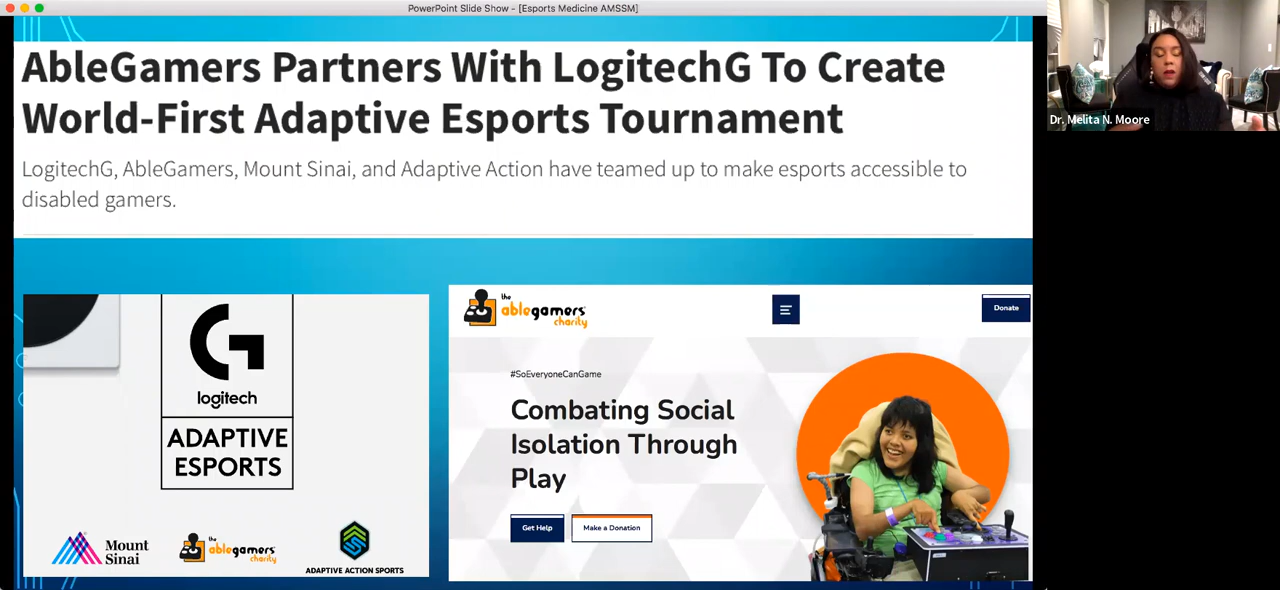 PowerPoint Slide Show - [Esports Medicine AMSSM]
AbleGamers Partners With LogitechG To Create
World-First Adaptive Esports Tournament
LogitechG, AbleGamers, Mount Sinai, and Adaptive Action have teamed up to make esports accessible to
disabled gamers.
Dr. Melita N. Moore
logitech
ADAPTIVE
ESPORTS
Mount
Sinai
the
ablegamers
charity
ADAPTIVE ACTION SPORTS
the
ablegamers
charity
Donate
#SoEveryoneCanGame
Combating Social
Isolation Through
Play
Get Help
Make a Donation